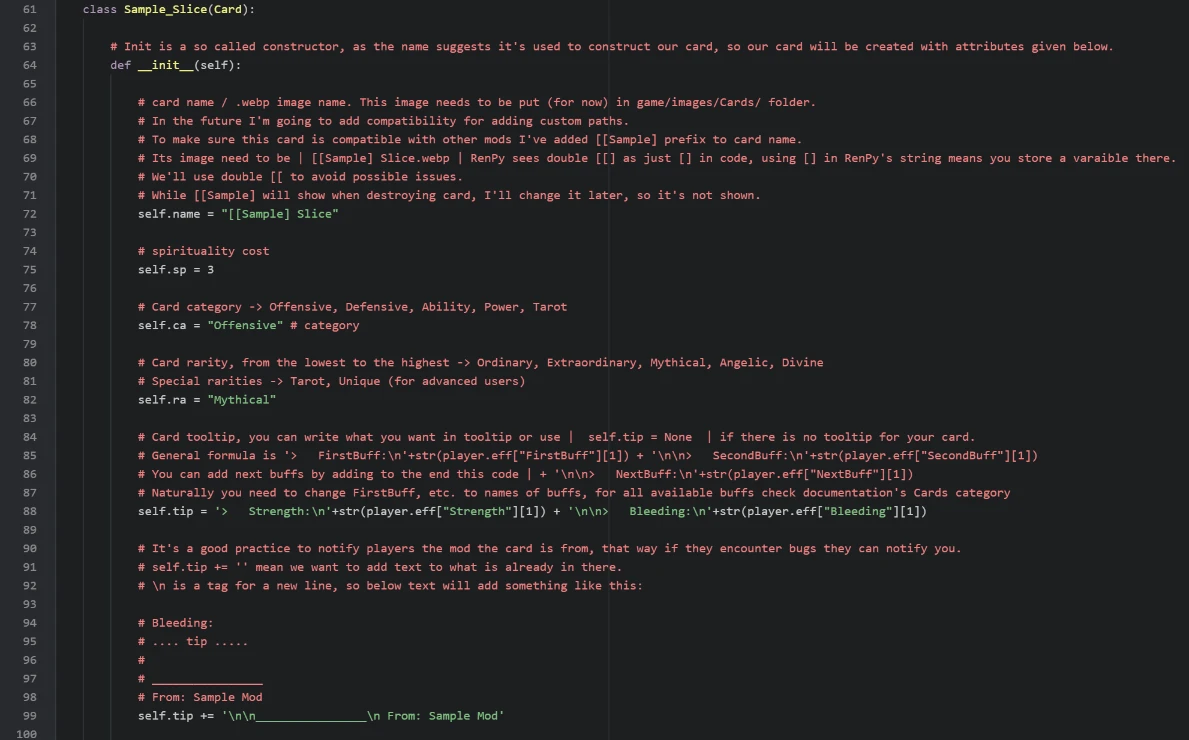 61 class Sample_Slice(Card):
62
63 # Init is a so called constructor, as the name suggests it's used to construct our card, so our card will be created with attributes given below.
64 def __init__(self):
65
66 # card name / .webp image name. This image needs to be put (for now) in game/images/Cards/ folder.
67 # In the future I'm going to add compatibility for adding custom paths.
68 # To make sure this card is compatible with other mods I've added [[Sample] prefix to card name.
69 # Its image need to be | [[Sample] Slice.webp | RenPy sees double [[] as just [] in code, using [] in RenPy's string means you store a varaible there.
70 # We'll use double [[ to avoid possible issues.
71 # While [[Sample] will show when destroying card, I'll change it later, so it's not shown.
72 self.name = "[[Sample] Slice"
73
74 # spirituality cost
75 self.sp = 3
76
77 # Card category -> Offensive, Defensive, Ability, Power, Tarot
78 self.ca = "Offensive" # category
79
80 # Card rarity, from the lowest to the highest -> Ordinary, Extraordinary, Mythical, Angelic, Divine
81 # Special rarities -> Tarot, Unique (for advanced users)
82 self.ra = "Mythical"
83
84 # Card tooltip, you can write what you want in tooltip or use |  self.tip = None  | if there is no tooltip for your card.
85 # General formula is '>   FirstBuff:\n'+str(player.eff["FirstBuff"][1]) + '\n\n>   SecondBuff:\n'+str(player.eff["SecondBuff"][1])
86 # You can add next buffs by adding to the end this code | + '\n\n>   NextBuff:\n'+str(player.eff["NextBuff"][1])
87 # Naturally you need to change FirstBuff, etc. to names of buffs, for all available buffs check documentation's Cards category
88 self.tip = '>   Strength:\n'+str(player.eff["Strength"][1]) + '\n\n>   Bleeding:\n'+str(player.eff["Bleeding"][1])
89
90 # It's a good practice to notify players the mod the card is from, that way if they encounter bugs they can notify you.
91 # self.tip += '' mean we want to add text to what is already in there.
92 # \n is a tag for a new line, so below text will add something like this:
93
94 # Bleeding:
95 # .... tip .....
96 #
97 # ________________
98 # From: Sample Mod
99 self.tip += '\n\n________________\n From: Sample Mod'
100